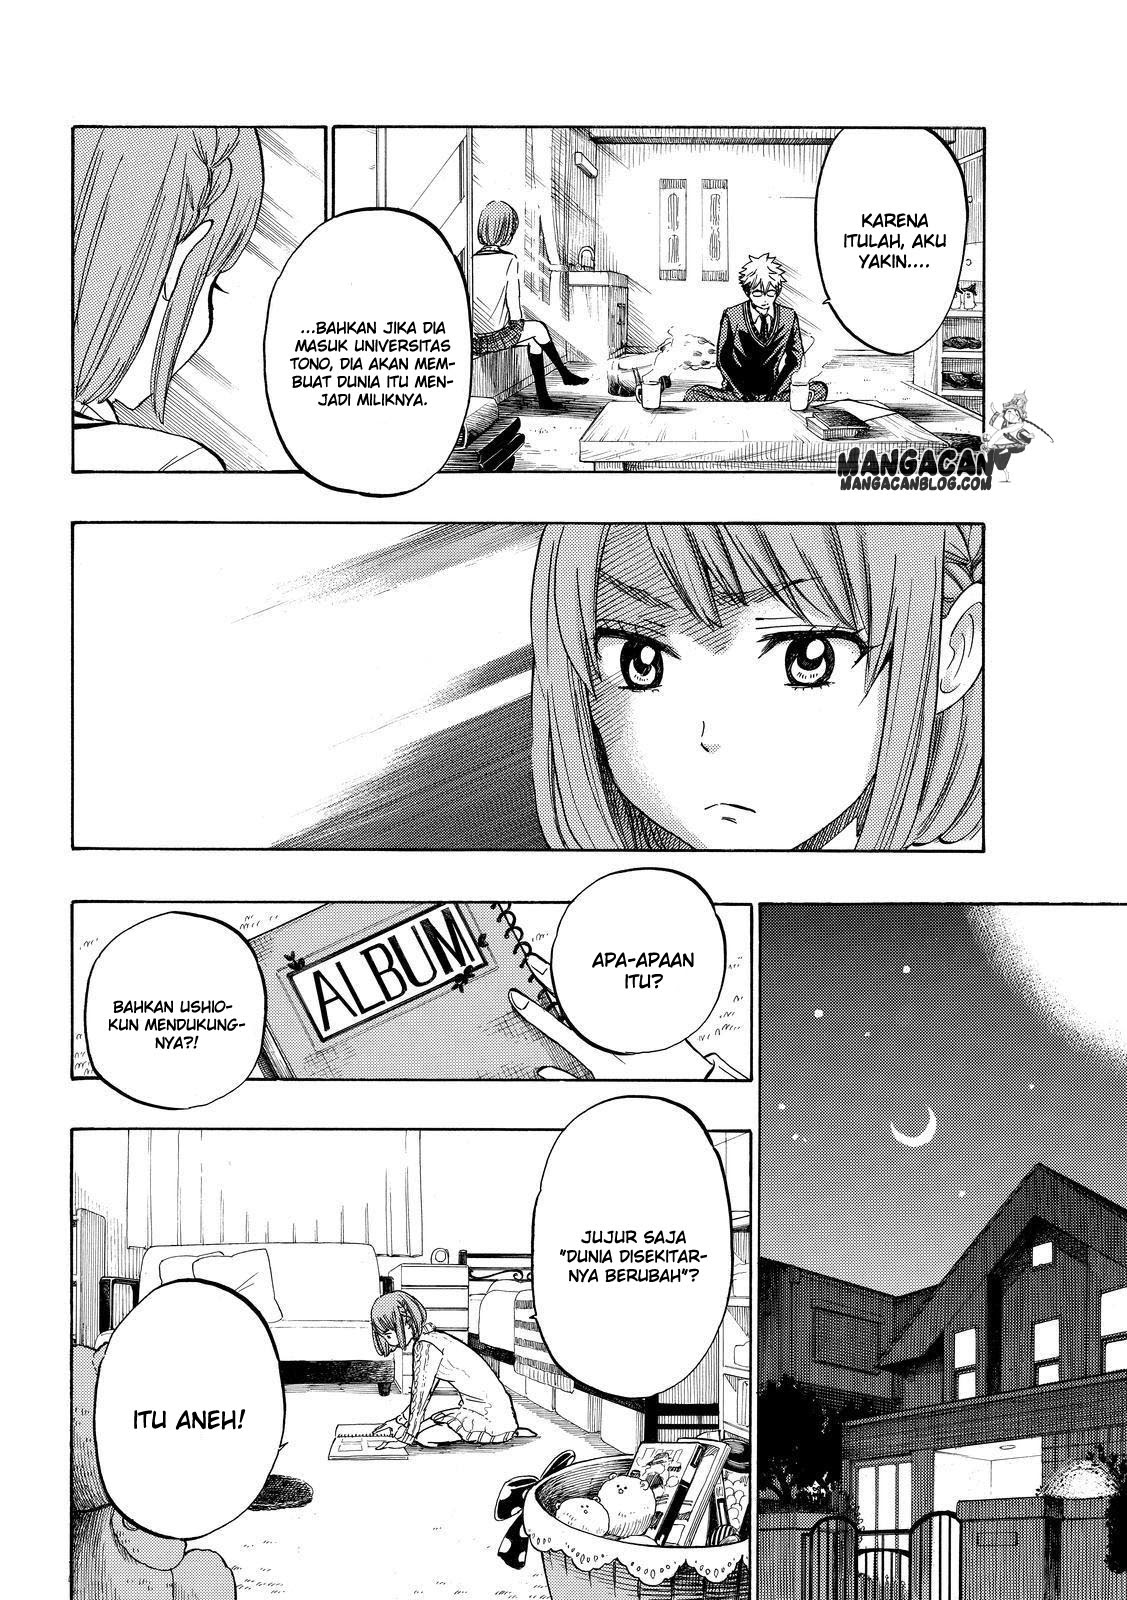 KARENA
ITULAH, AKU
YAKIN....
...BAHKAN JIKA DIA
MASUK UNIVERSITAS
TONO, DIA AKAN MEM-
BUAT DUNIA ITU MEN-
JADI MILIKNYA.
MANGACAN
MANGACANBLOG.COM
APA-APAAN
ITU?
ALBUM
BAHKAN USHIO-
KUN MENDUKUNG-
NYA?!
JUJUR SAJA
"DUNIA DISEKITAR-
NYA BERUBAH"?
ITU ANEH!